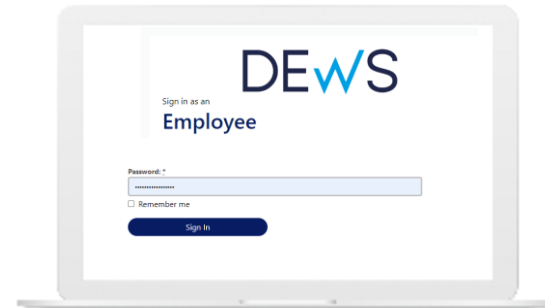 DEWS
Sign in as an
Employee
Password: *
•••••••••••••••••
Remember me
Sign In